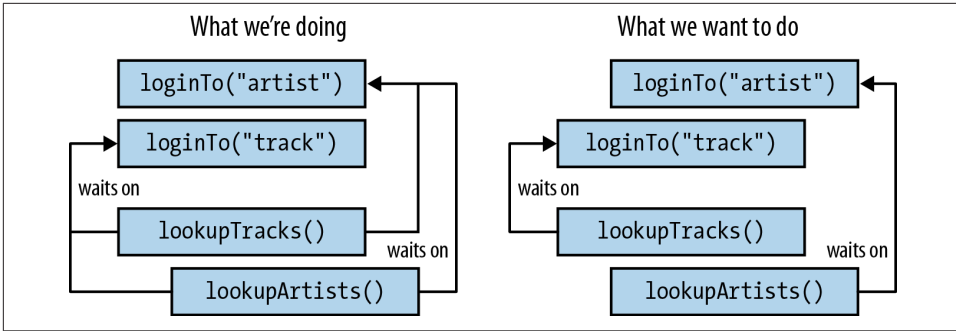 What we're doing
loginTo("artist")
loginTo("track")
waits on
lookupTracks()
waits on
lookupArtists()
What we want to do
loginTo("artist")
loginTo("track")
waits on
lookupTracks()
waits on
lookupArtists()